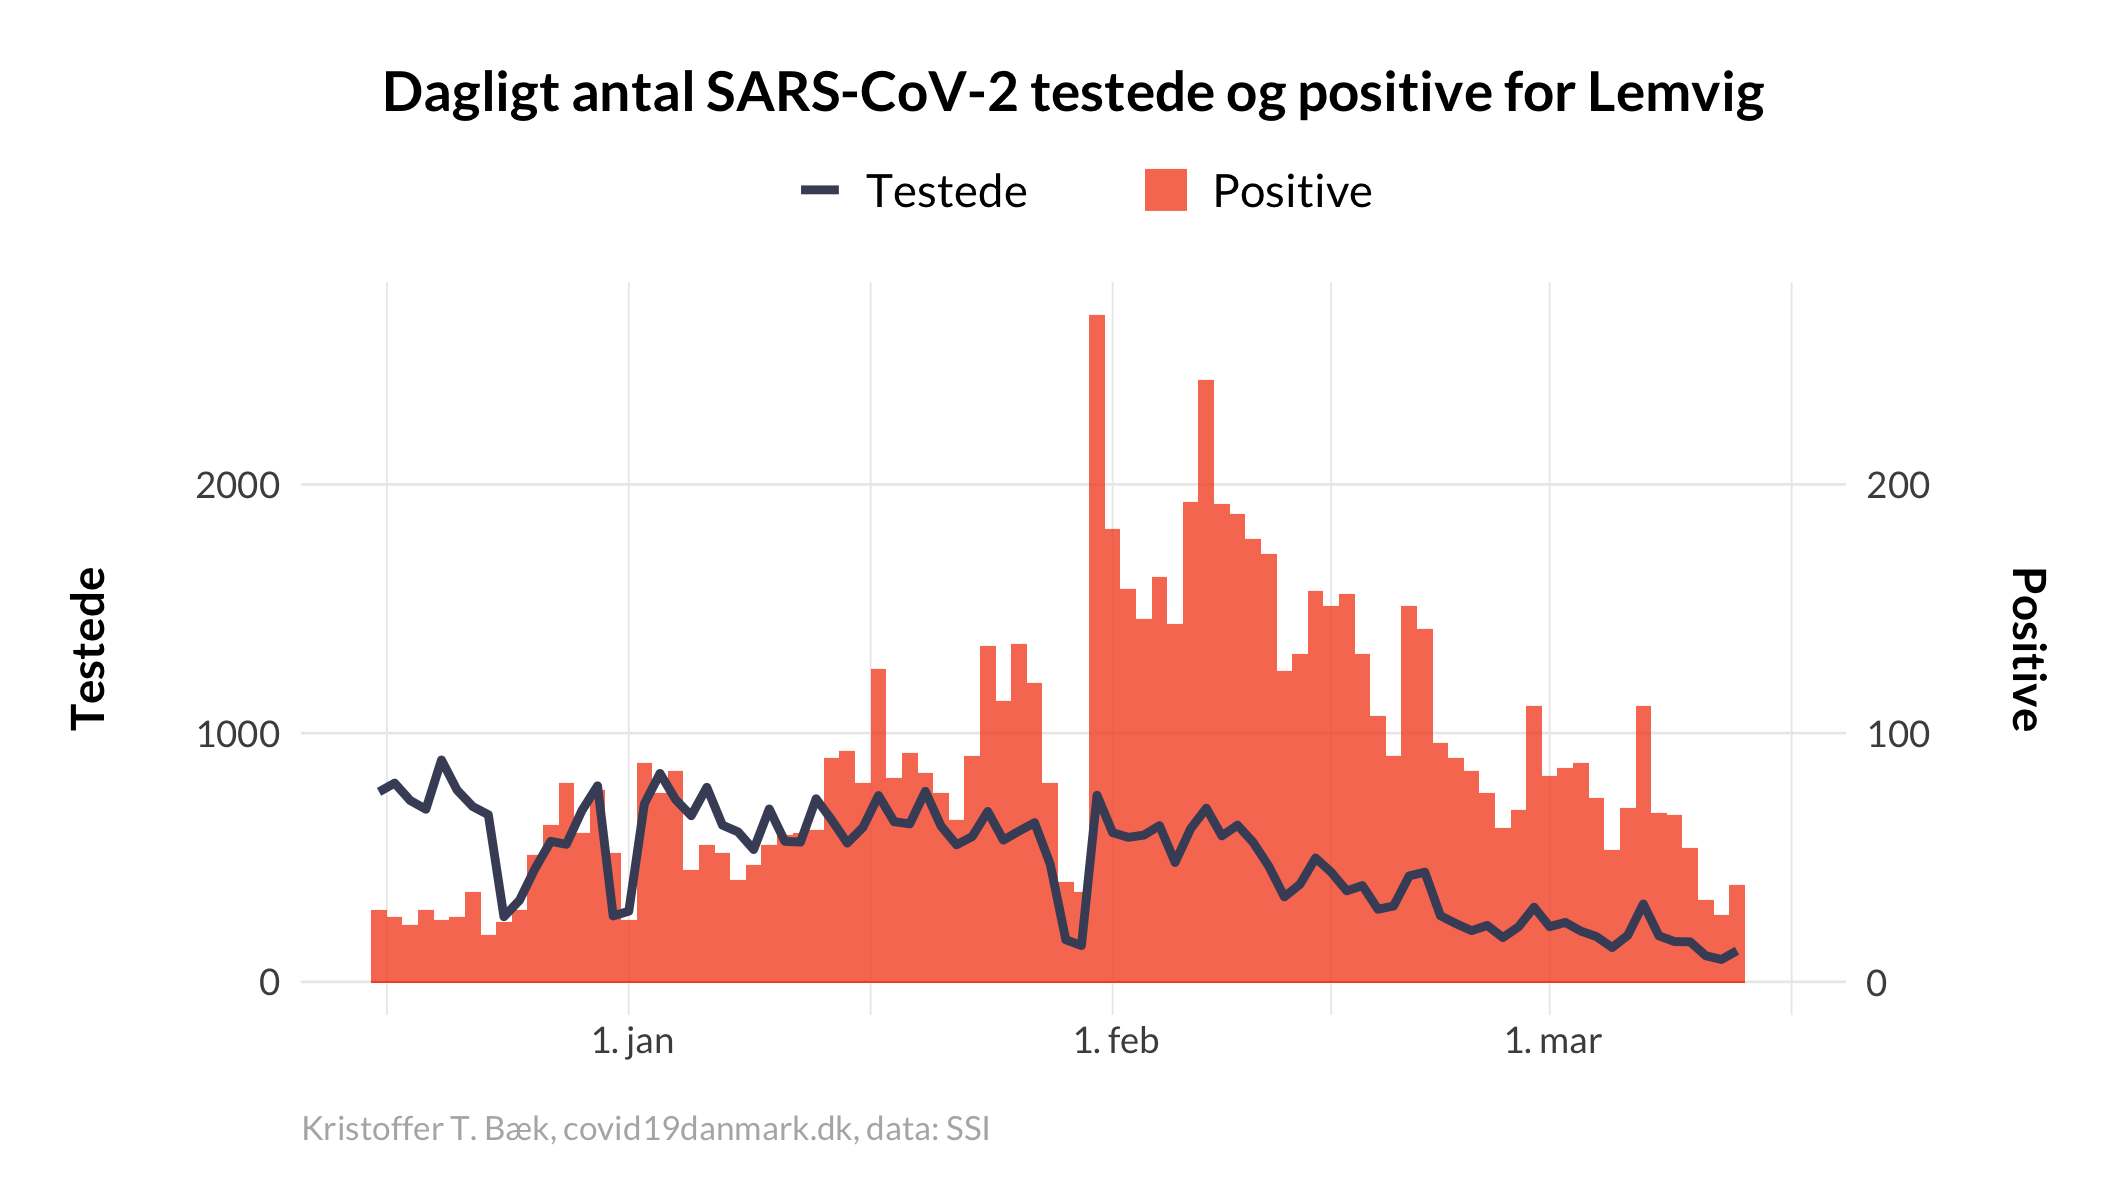 Dagligt antal SARS-CoV-2 testede og positive for Lemvig
Testede
Positive
2000
1000
0
200
100
0
Testede
Positive
1. jan
1. feb
1. mar
Kristoffer T. Bæk, covid19danmark.dk, data: SSI